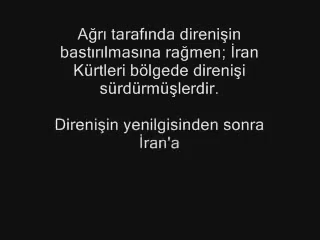 Ağrı tarafında direnişin
bastırılmasına rağmen; İran
Kürtleri bölgede direnişi
sürdürmüşlerdir.
Direnişin yenilgisinden sonra
İran'a